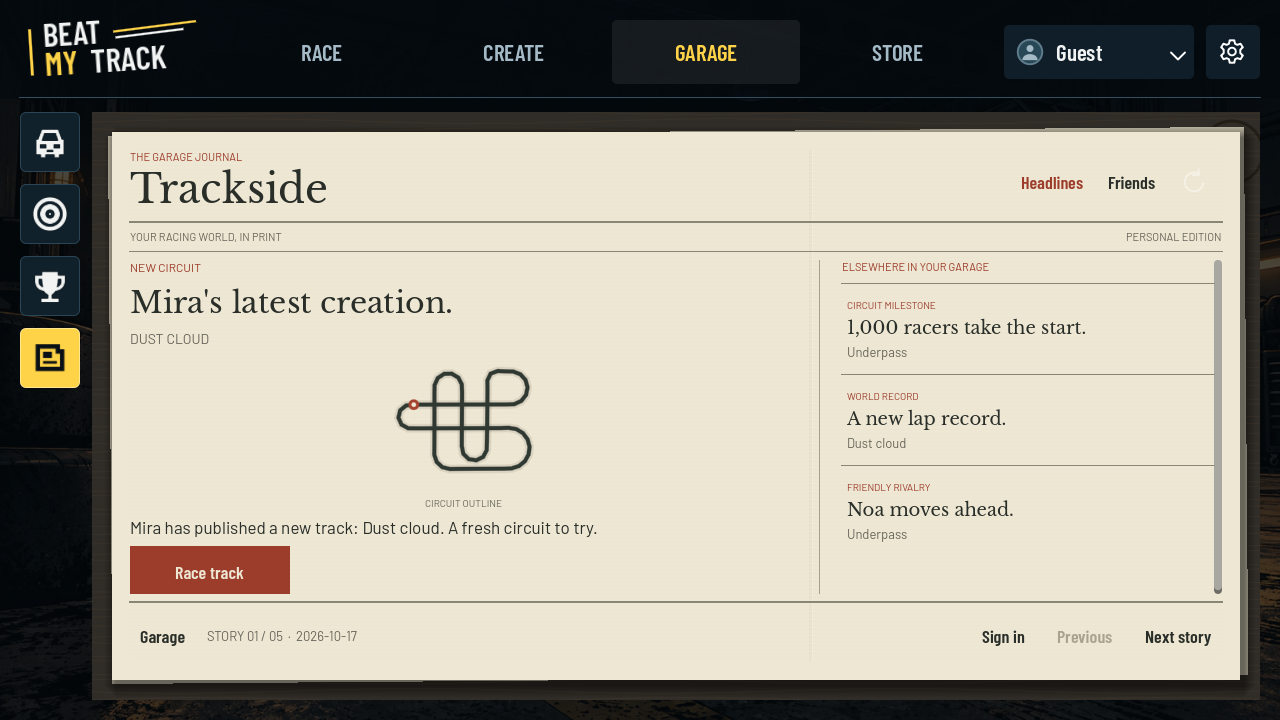 BEAT
MY TRACK
RACE
CREATE
GARAGE
STORE
Guest
THE GARAGE JOURNAL
Trackside
Headlines
Friends
YOUR RACING WORLD, IN PRINT
PERSONAL EDITION
NEW CIRCUIT
Mira's latest creation.
DUST CLOUD
CIRCUIT OUTLINE
Mira has published a new track: Dust cloud. A fresh circuit to try.
Race track
ELSEWHERE IN YOUR GARAGE
CIRCUIT MILESTONE
1,000 racers take the start.
Underpass
WORLD RECORD
A new lap record.
Dust cloud
FRIENDLY RIVALRY
Noa moves ahead.
Underpass
Garage
STORY 01 / 05 · 2026-10-17
Sign in
Previous
Next story